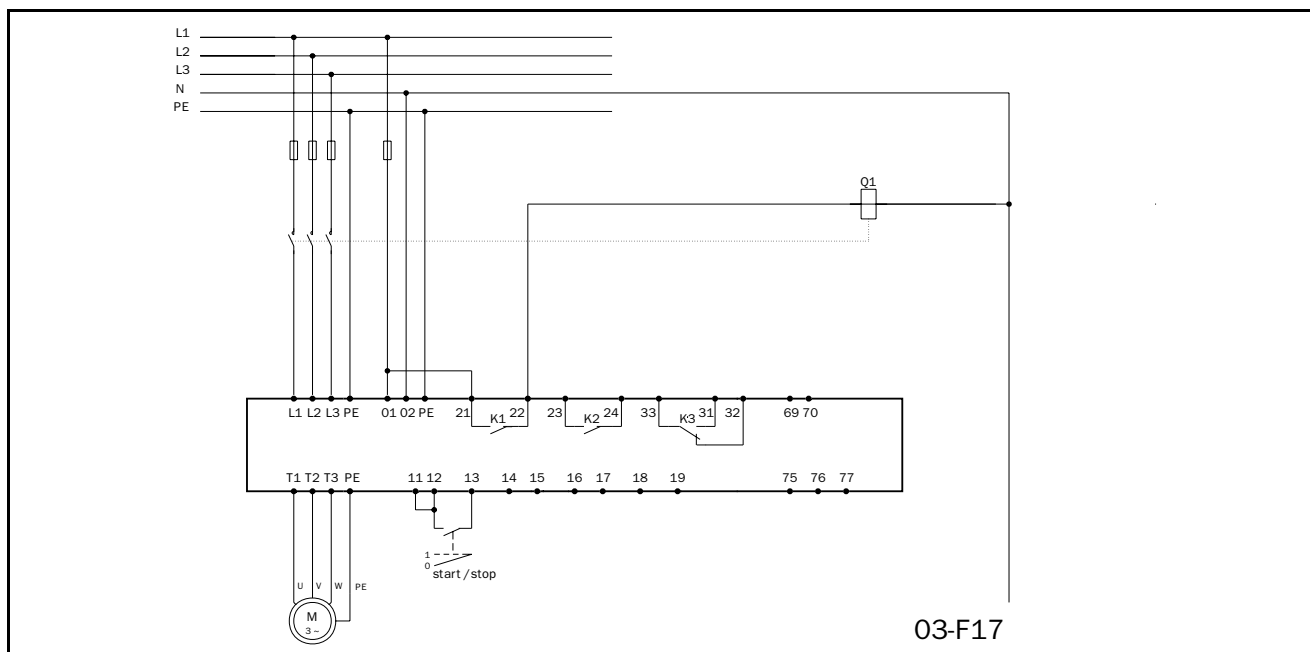 L1
L2
L3
N
PE
Q1
L1 L2 L3 PE 01 02 PE 21 K1 22 23 K2 24 33 K3 31 32 69 70
T1 T2 T3 PE 11 12 13 14 15 16 17 18 19 75 76 77
1
0
start/stop
U V W PE
M
3~
03-F17